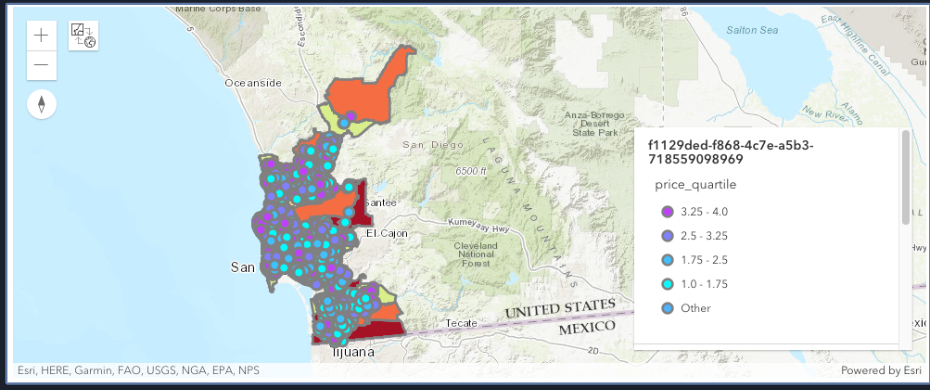 Marine Corps Base
Escondido
86
Salton Sea
East Highline Canal
5
Oceanside
Anza-Borrego
Desert
State Park
New River
Alamo
San Diego
LAGUNA MOUNTAINS
6500 ft
Santee
El Cajon
Kumeyaay Hwy
Cleveland
National
Forest
San
UNITED STATES
MEXICO
Tecate
Tijuana
2D
f1129ded-f868-4c7e-a5b3-
718559098969
price_quartile
3.25 - 4.0
2.5 - 3.25
1.75 - 2.5
1.0 - 1.75
Other
Esri, HERE, Garmin, FAO, USGS, NGA, EPA, NPS
Powered by Esri